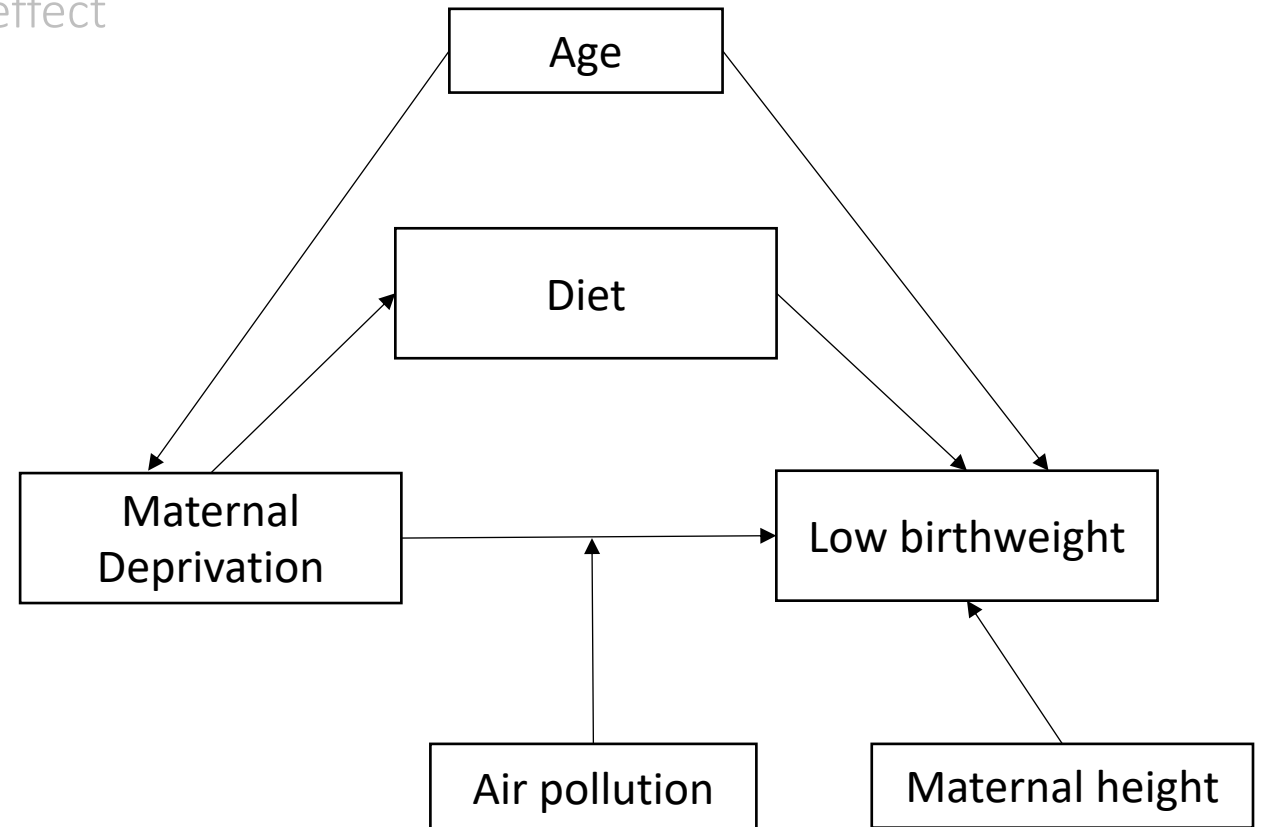 effect
Age
Diet
Maternal
Deprivation
Low birthweight
Air pollution
Maternal height